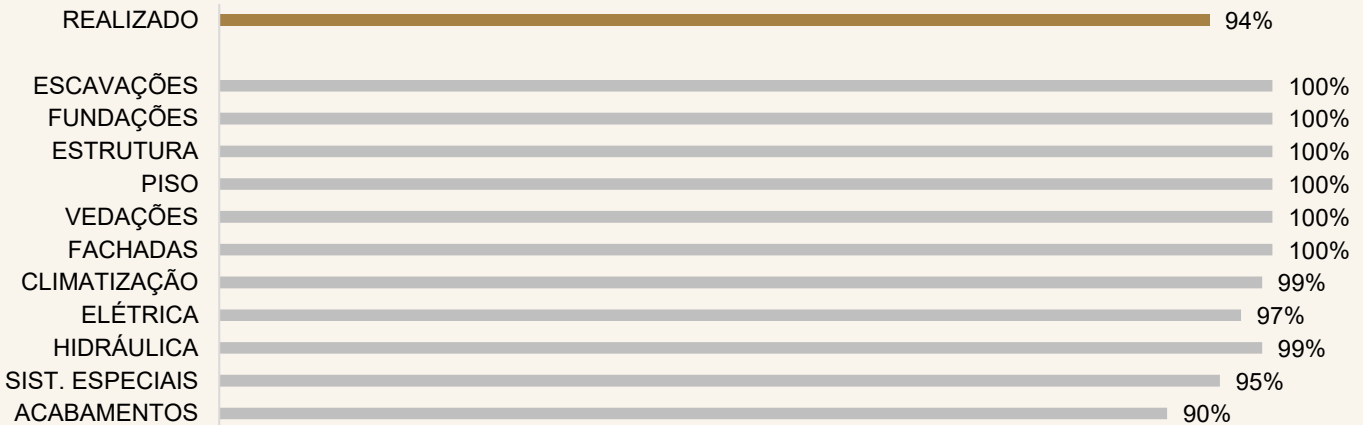 REALIZADO 94%
ESCAVAÇÕES 100%
FUNDAÇÕES 100%
ESTRUTURA 100%
PISO 100%
VEDAÇÕES 100%
FACHADAS 100%
CLIMATIZAÇÃO 99%
ELÉTRICA 97%
HIDRÁULICA 99%
SIST. ESPECIAIS 95%
ACABAMENTOS 90%